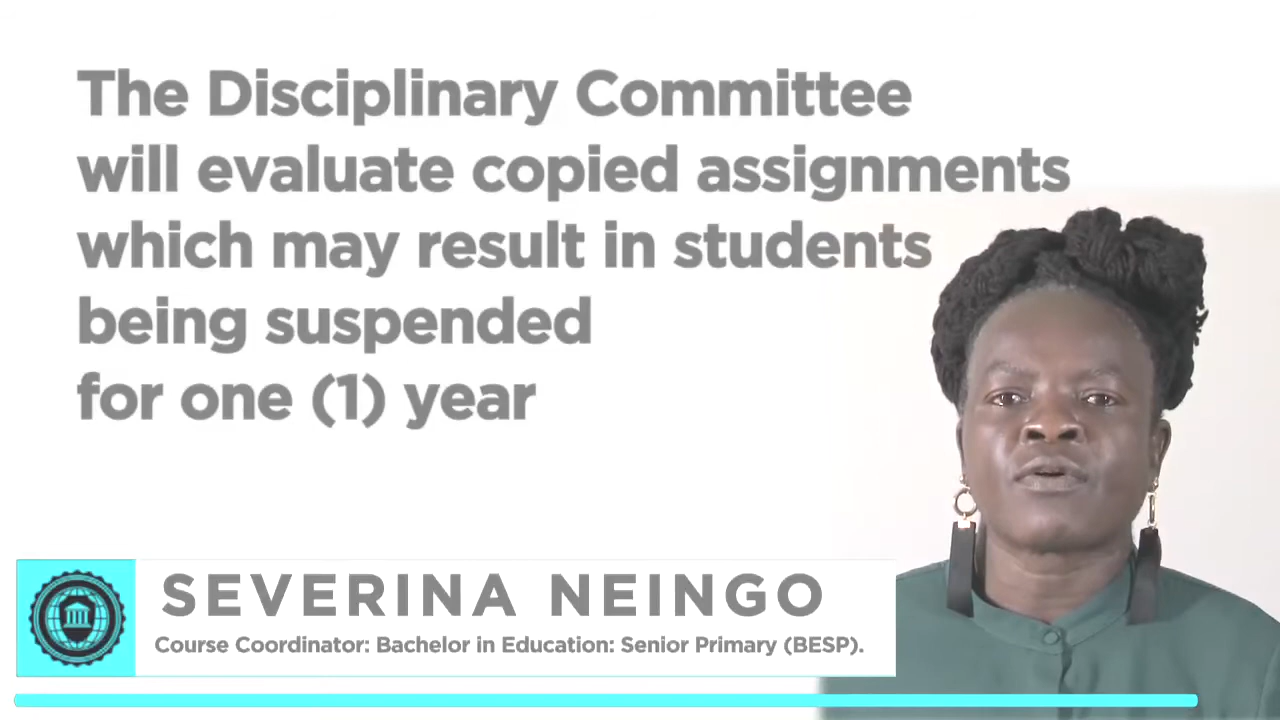 The Disciplinary Committee
will evaluate copied assignments
which may result in students
being suspended
for one (1) year
SEVERINA NEINGO
Course Coordinator: Bachelor in Education: Senior Primary (BESP).